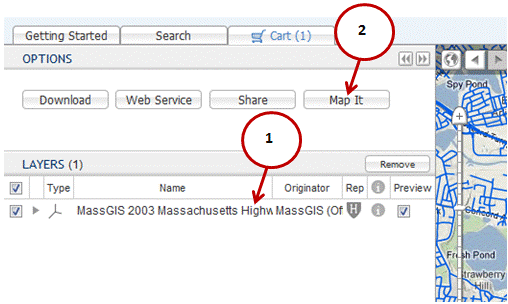 2
Getting Started Search Cart (1)
OPTIONS
Download Web Service Share Map It
1
LAYERS (1) Remove
Type Name Originator Rep i Preview
MassGIS 2003 Massachusetts Highw MassGIS (Of H i
Spy Pond
Concord A
Fresh Pond
Strawberry
Hill